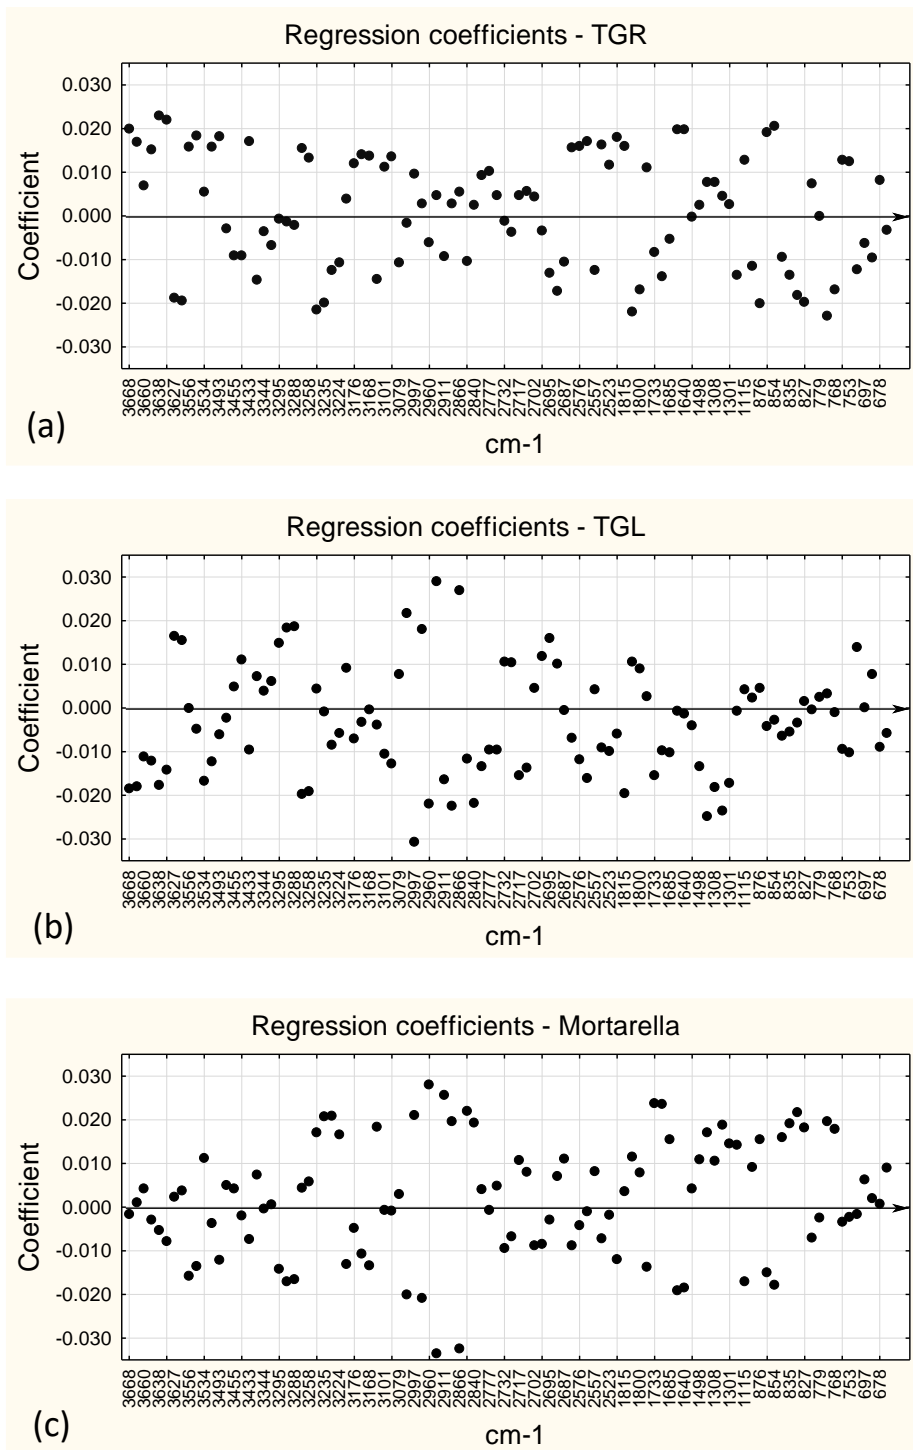 Regression coefficients - TGR
Coefficient
0.030
0.020
0.010
0.000
-0.010
-0.020
-0.030
3668 3660 3638 3627 3556 3534 3493 3455 3433 3344 3295 3288 3258 3235 3224 3176 3168 3101 3079 2997 2960 2911 2866 2840 2777 2732 2717 2702 2695 2687 2576 2557 2523 1815 1800 1733 1685 1640 1498 1308 1301 1115 876 854 835 827 779 768 753 697 678
(a)
cm-1
Regression coefficients - TGL
Coefficient
0.030
0.020
0.010
0.000
-0.010
-0.020
-0.030
3668 3660 3638 3627 3556 3534 3493 3455 3433 3344 3295 3288 3258 3235 3224 3176 3168 3101 3079 2997 2960 2911 2866 2840 2777 2732 2717 2702 2695 2687 2576 2557 2523 1815 1800 1733 1685 1640 1498 1308 1301 1115 876 854 835 827 779 768 753 697 678
(b)
cm-1
Regression coefficients - Mortarella
Coefficient
0.030
0.020
0.010
0.000
-0.010
-0.020
-0.030
3668 3660 3638 3627 3556 3534 3493 3455 3433 3344 3295 3288 3258 3235 3224 3176 3168 3101 3079 2997 2960 2911 2866 2840 2777 2732 2717 2702 2695 2687 2576 2557 2523 1815 1800 1733 1685 1640 1498 1308 1301 1115 876 854 835 827 779 768 753 697 678
(c)
cm-1